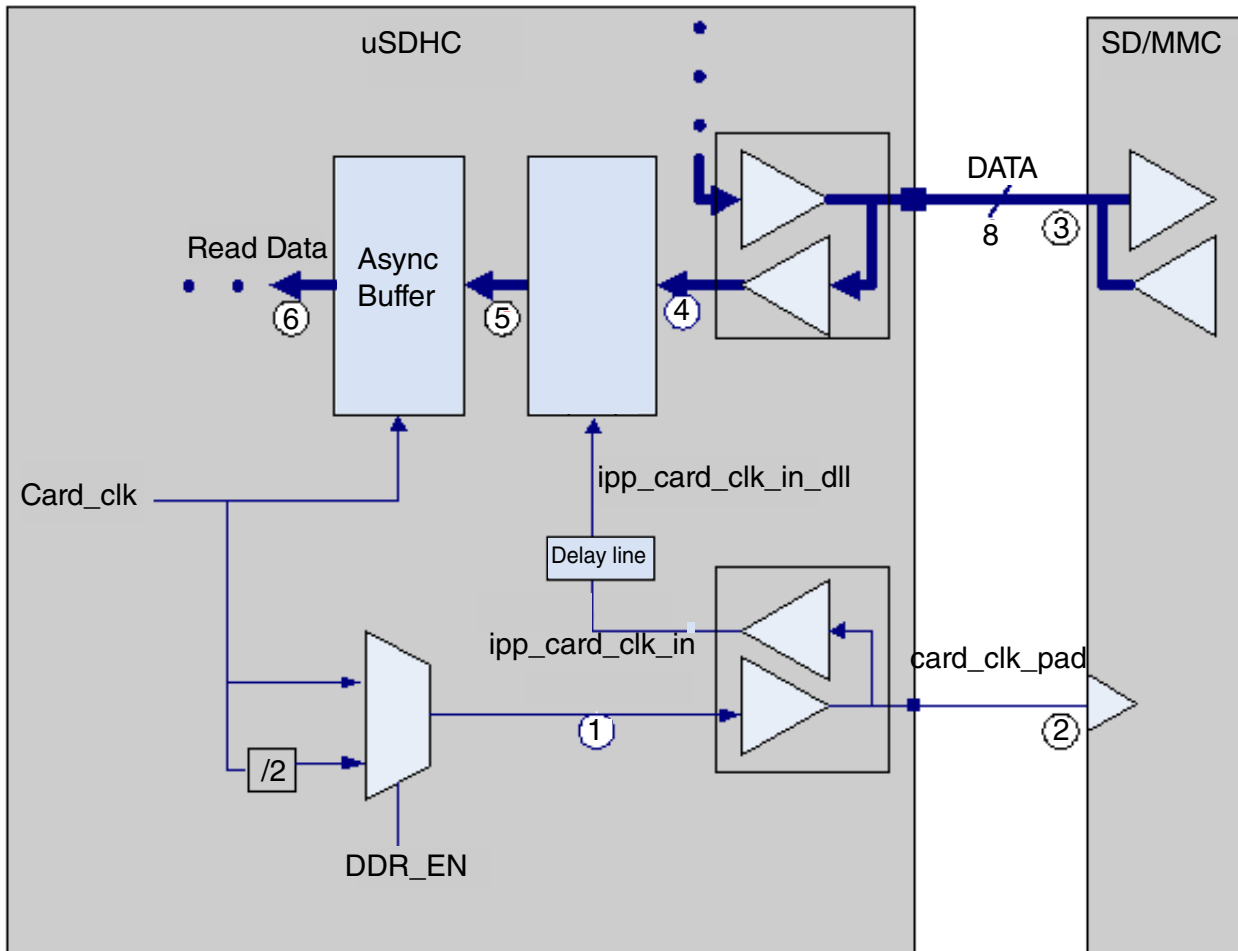 uSDHC
SD/MMC
DATA
8
3
Read Data
Async
Buffer
6
5
4
Card_clk
ipp_card_clk_in_dll
Delay line
ipp_card_clk_in
card_clk_pad
1
2
/2
DDR_EN